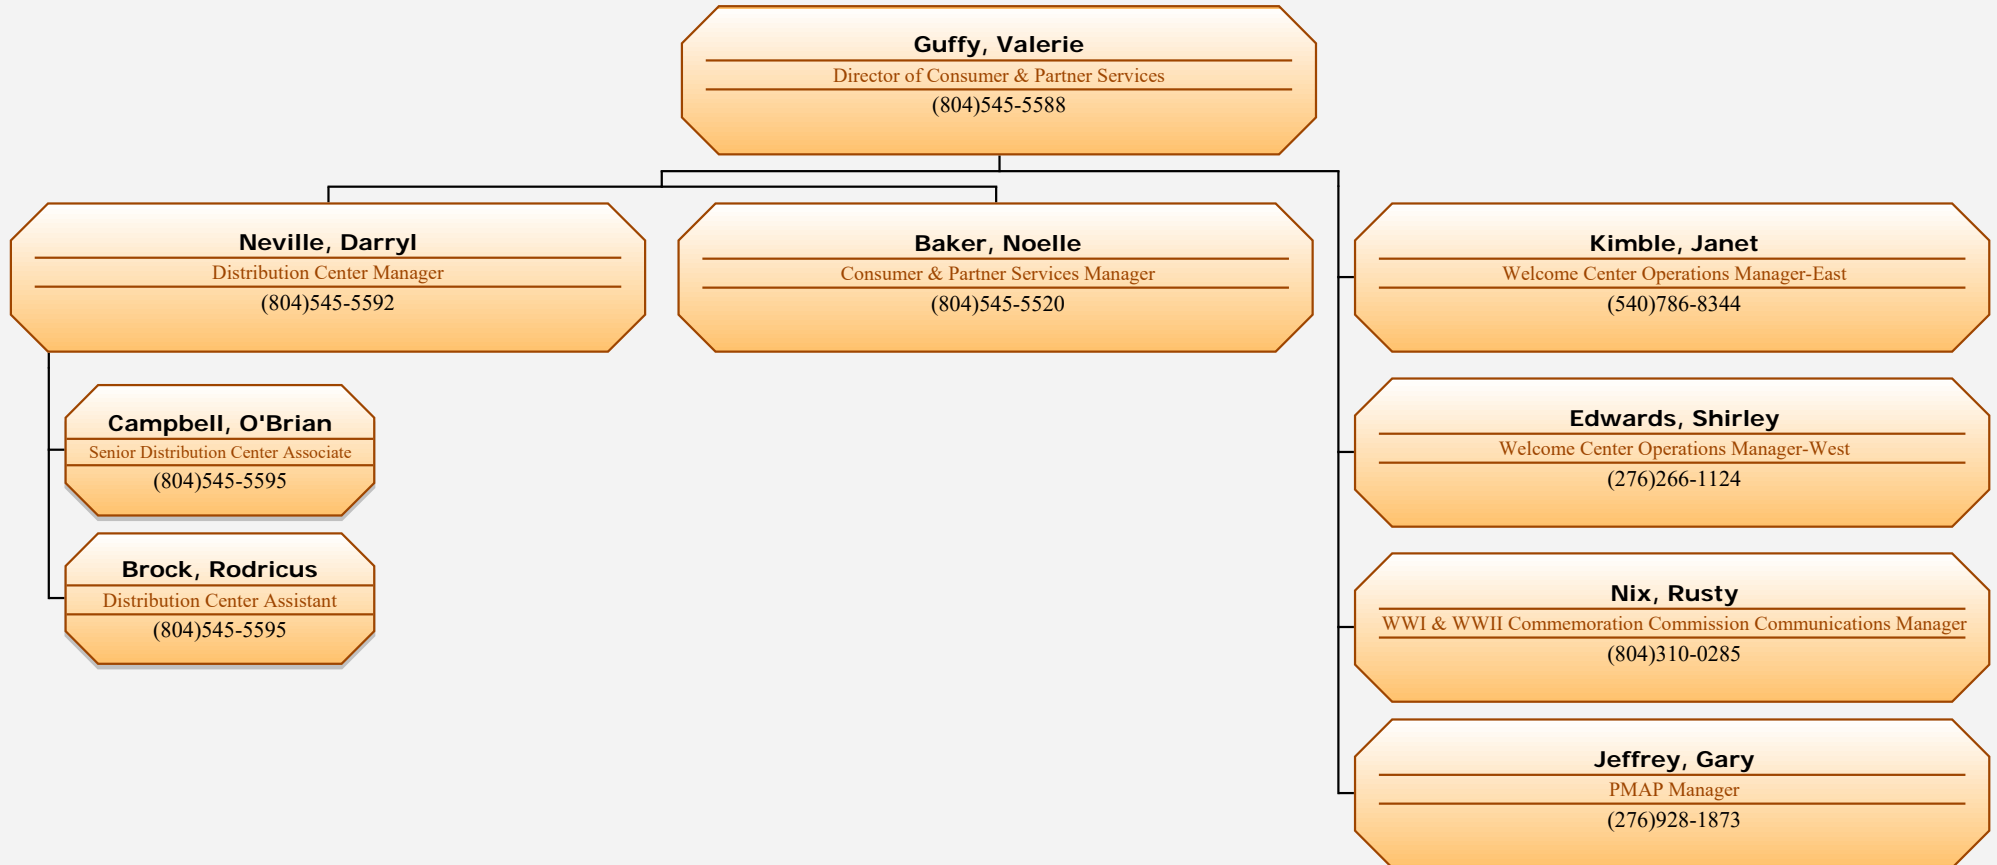 Guffy, Valerie
Director of Consumer & Partner Services
(804)545-5588
Neville, Darryl
Distribution Center Manager
(804)545-5592
Baker, Noelle
Consumer & Partner Services Manager
(804)545-5520
Kimble, Janet
Welcome Center Operations Manager-East
(540)786-8344
Campbell, O'Brian
Senior Distribution Center Associate
(804)545-5595
Brock, Rodricus
Distribution Center Assistant
(804)545-5595
Edwards, Shirley
Welcome Center Operations Manager-West
(276)266-1124
Nix, Rusty
WWI & WWII Commemoration Commission Communications Manager
(804)310-0285
Jeffrey, Gary
PMAP Manager
(276)928-1873